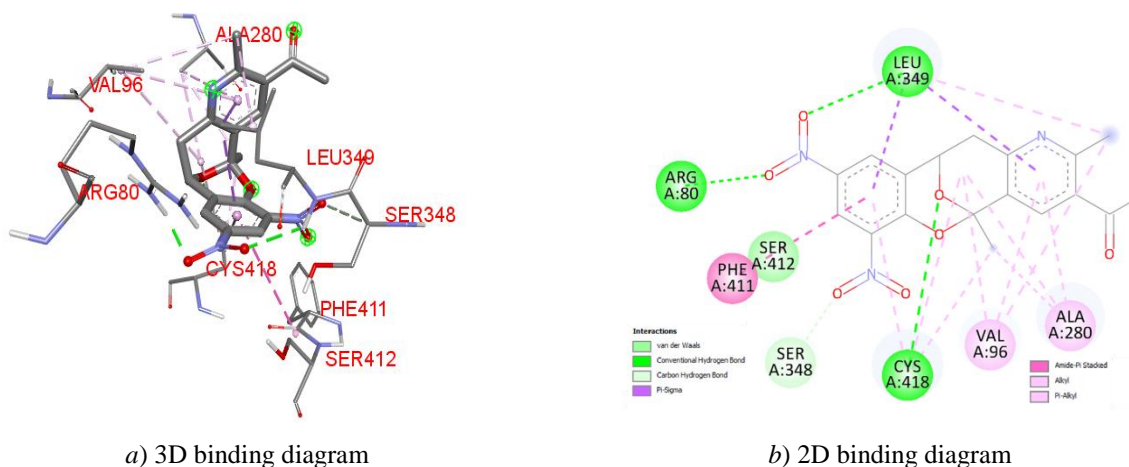 ALA280
VAL96
LEU349
ARG80
SER348
CYS418
PHE411
SER412
a) 3D binding diagram
LEU
A:349
O
N
O
ARG
A:80
N
O
O
SER
A:412
PHE
A:411
N
O
O
O
SER
A:348
CYS
A:418
VAL
A:96
ALA
A:280
Interactions
van der Waals
Conventional Hydrogen Bond
Carbon Hydrogen Bond
Pi-Sigma
Amide-Pi Stacked
Alkyl
Pi-Alkyl
b) 2D binding diagram